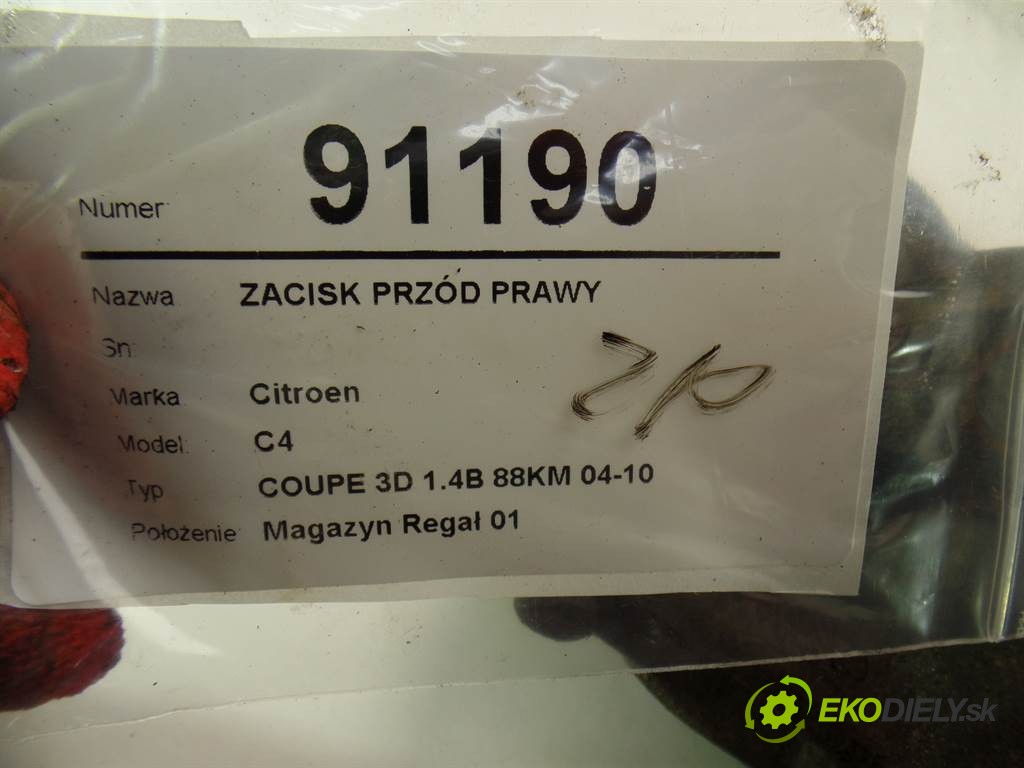 Numer: 91190
Nazwa ZACISK PRZÓD PRAWY
Sn:
Marka Citroen
Model: C4
Typ COUPE 3D 1.4B 88KM 04-10
Położenie: Magazyn Regał 01
EKODIELY.sk